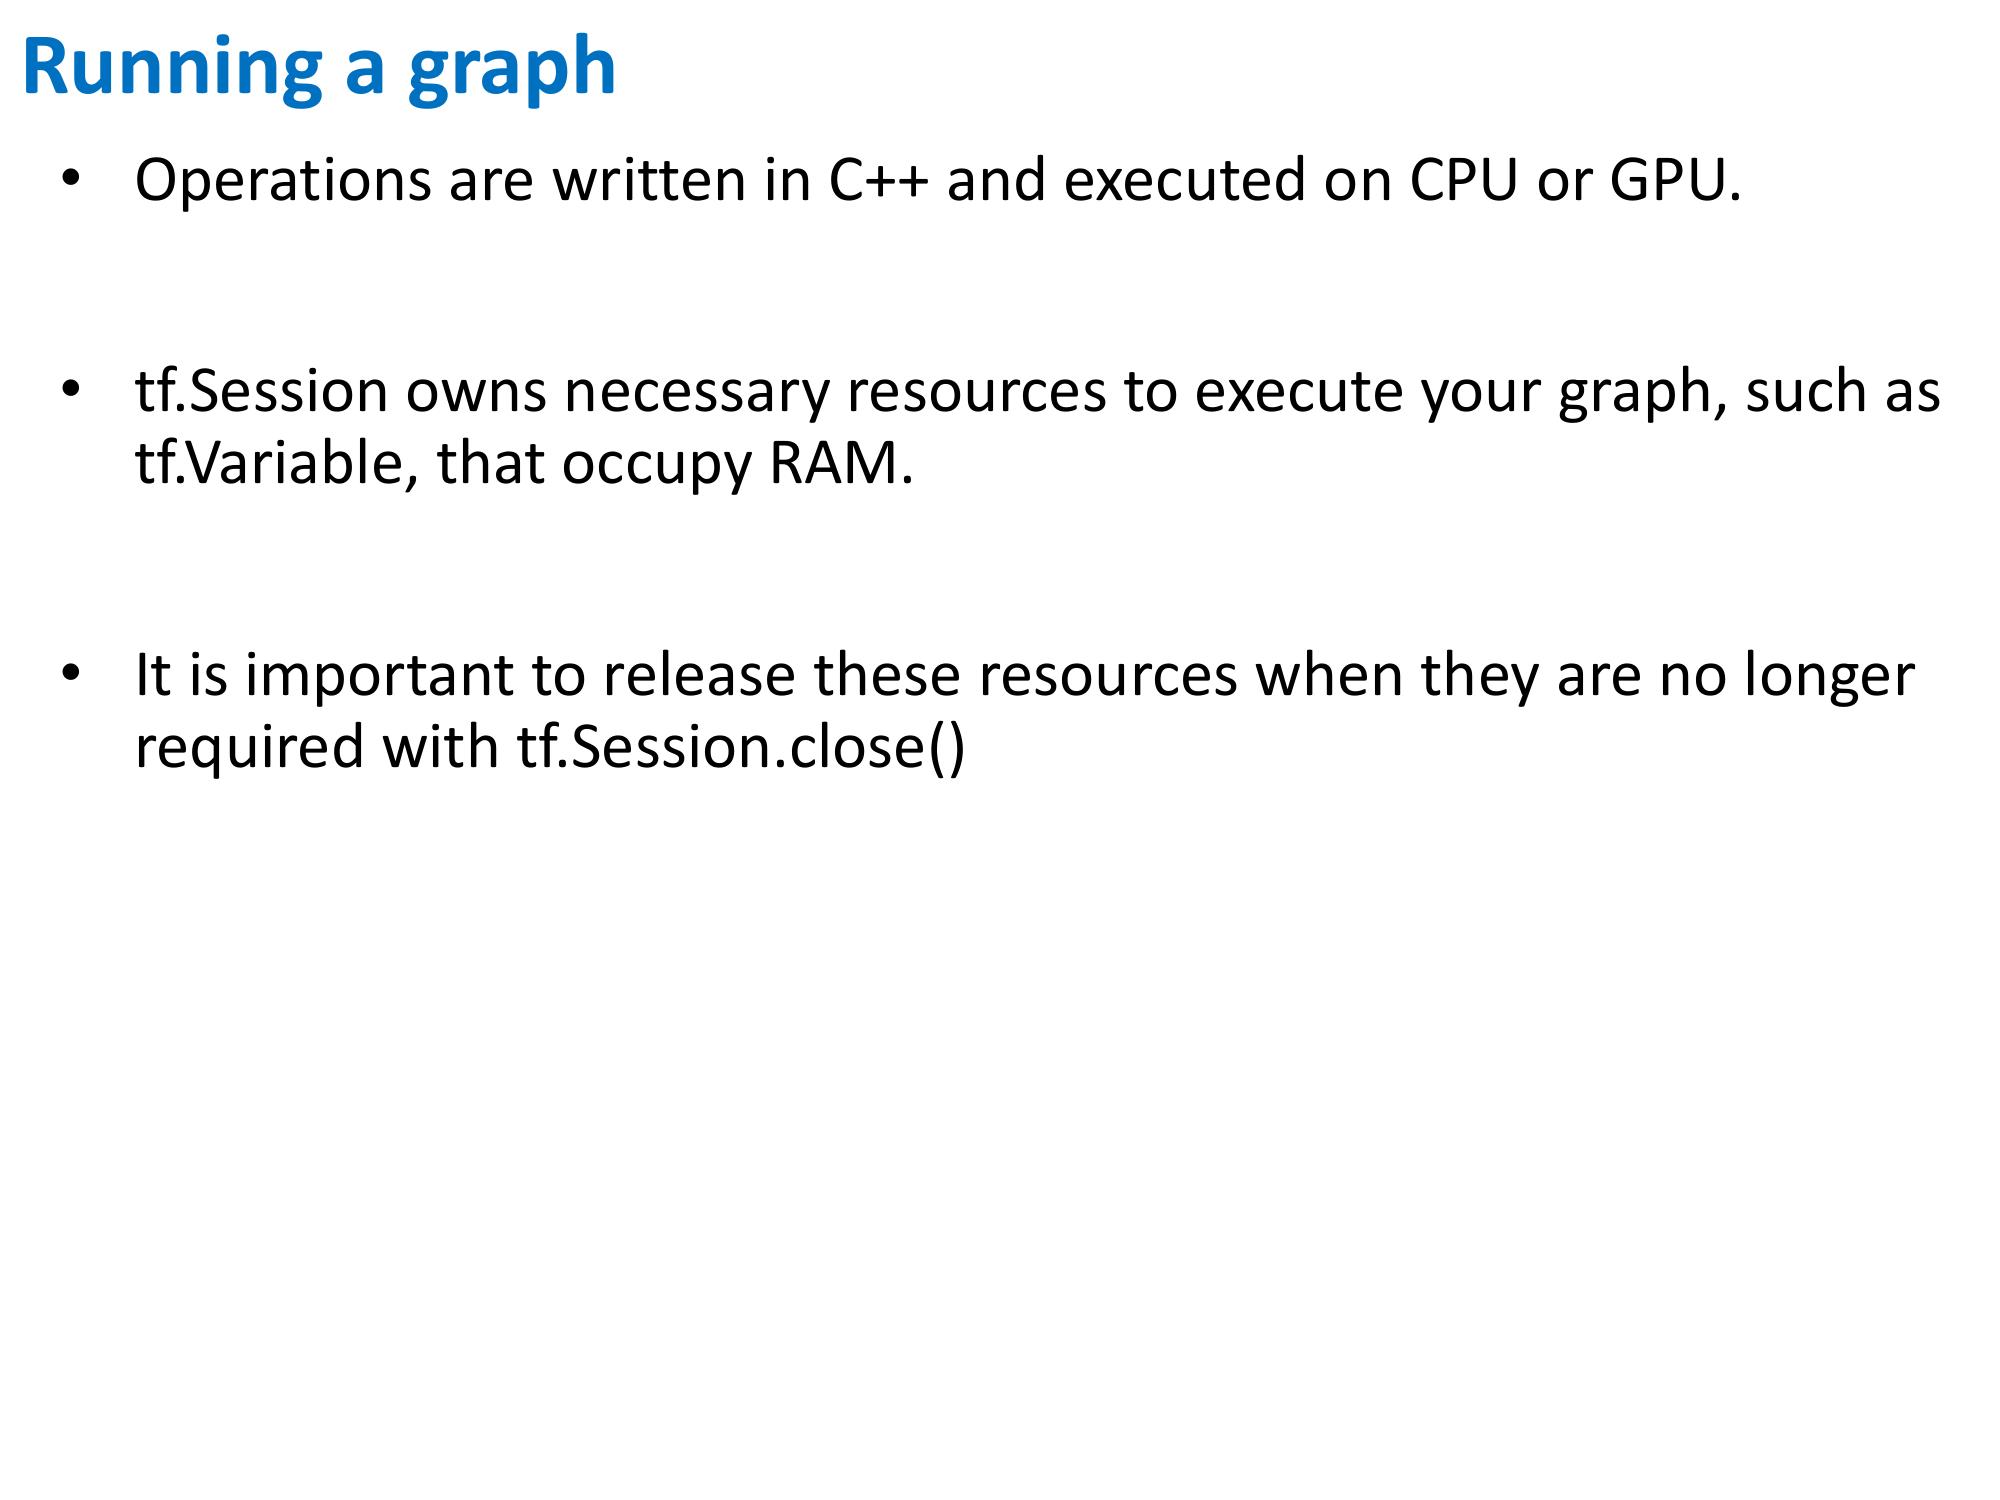 Running a graph
• Operations are written in C++ and executed on CPU or GPU.
• tf.Session owns necessary resources to execute your graph, such as
tf.Variable, that occupy RAM.
• It is important to release these resources when they are no longer
required with tf.Session.close()